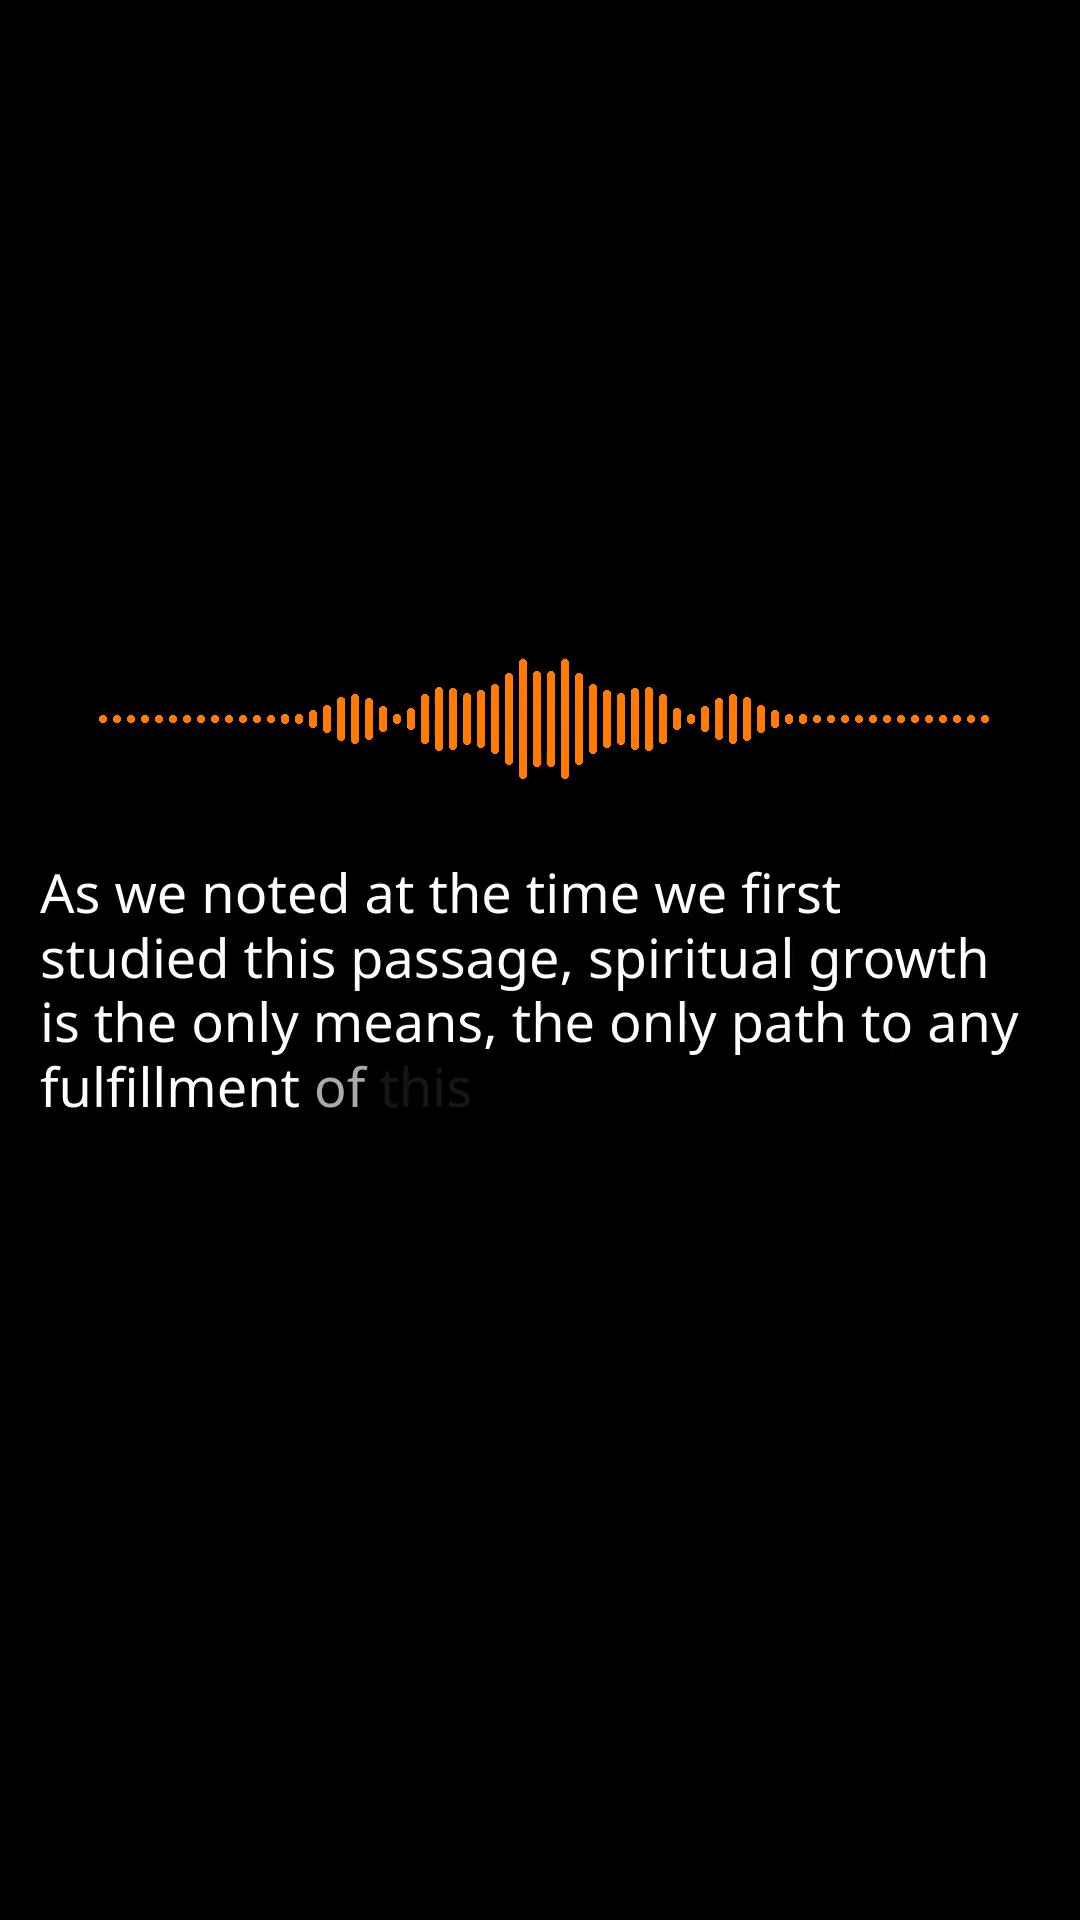 As we noted at the time we first
studied this passage, spiritual growth
is the only means, the only path to any
fulfillment of this